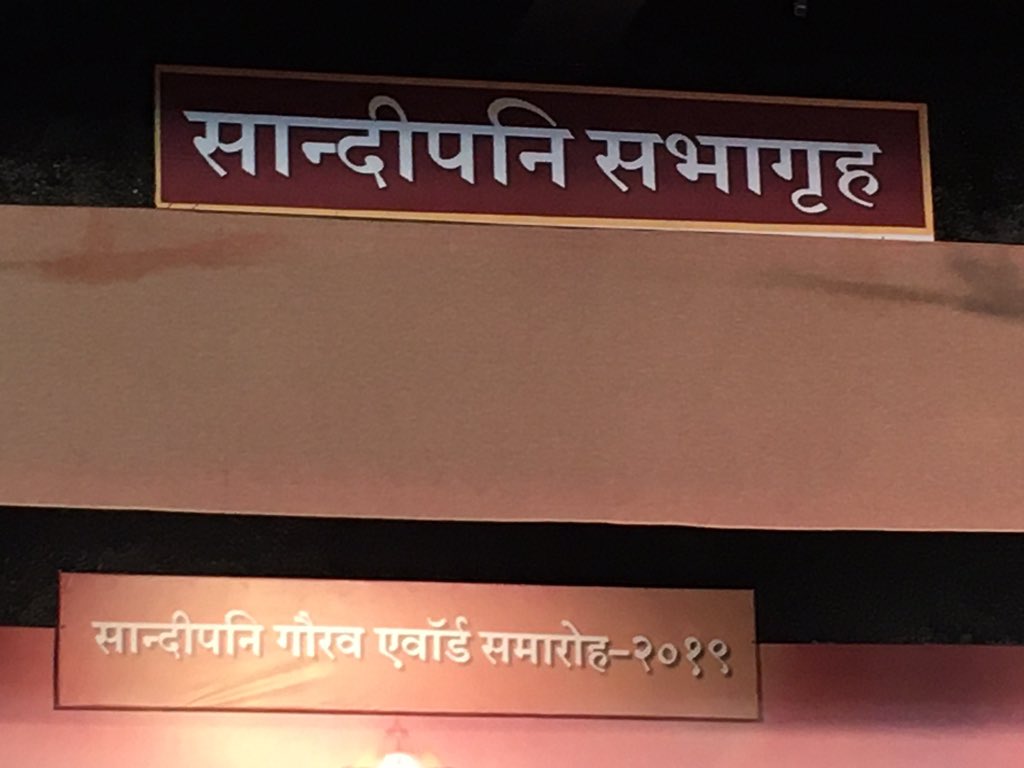 सान्दीपनि सभागृह
सान्दीपनि गौरव एवॉर्ड समारोह–२०१९